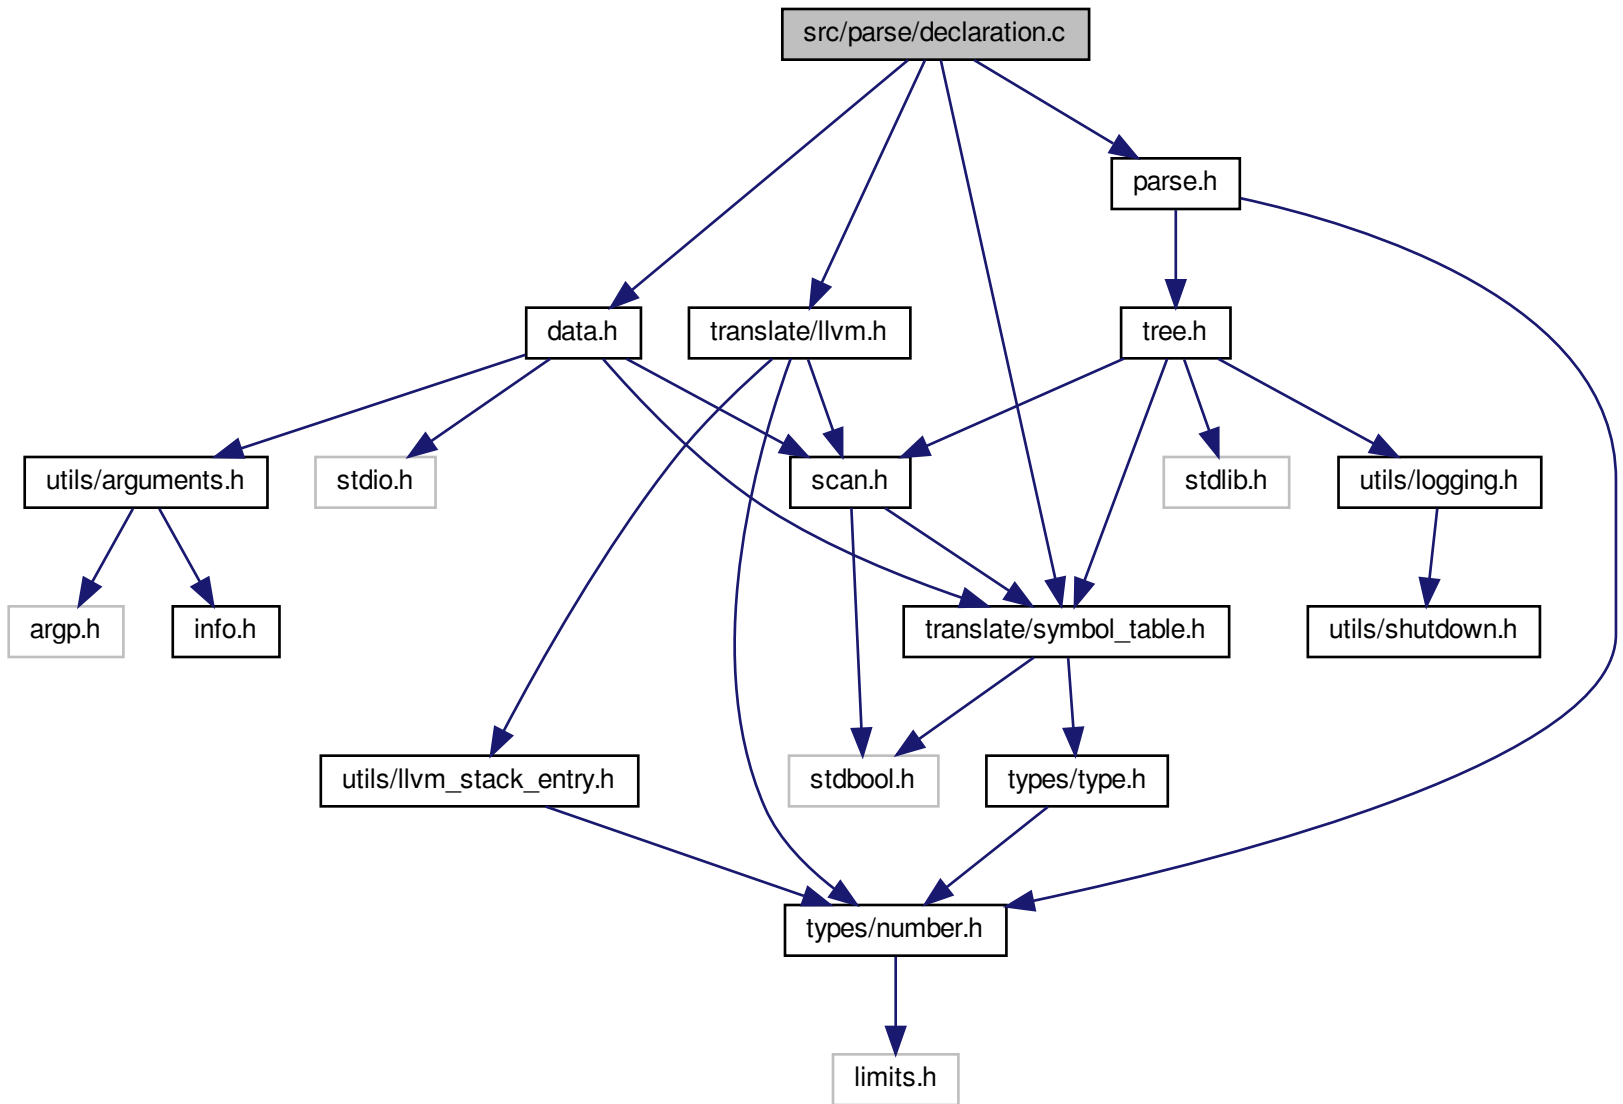 src/parse/declaration.c
parse.h
data.h
translate/llvm.h
tree.h
utils/arguments.h
stdio.h
scan.h
stdlib.h
utils/logging.h
argp.h
info.h
translate/symbol_table.h
utils/shutdown.h
utils/llvm_stack_entry.h
stdbool.h
types/type.h
types/number.h
limits.h